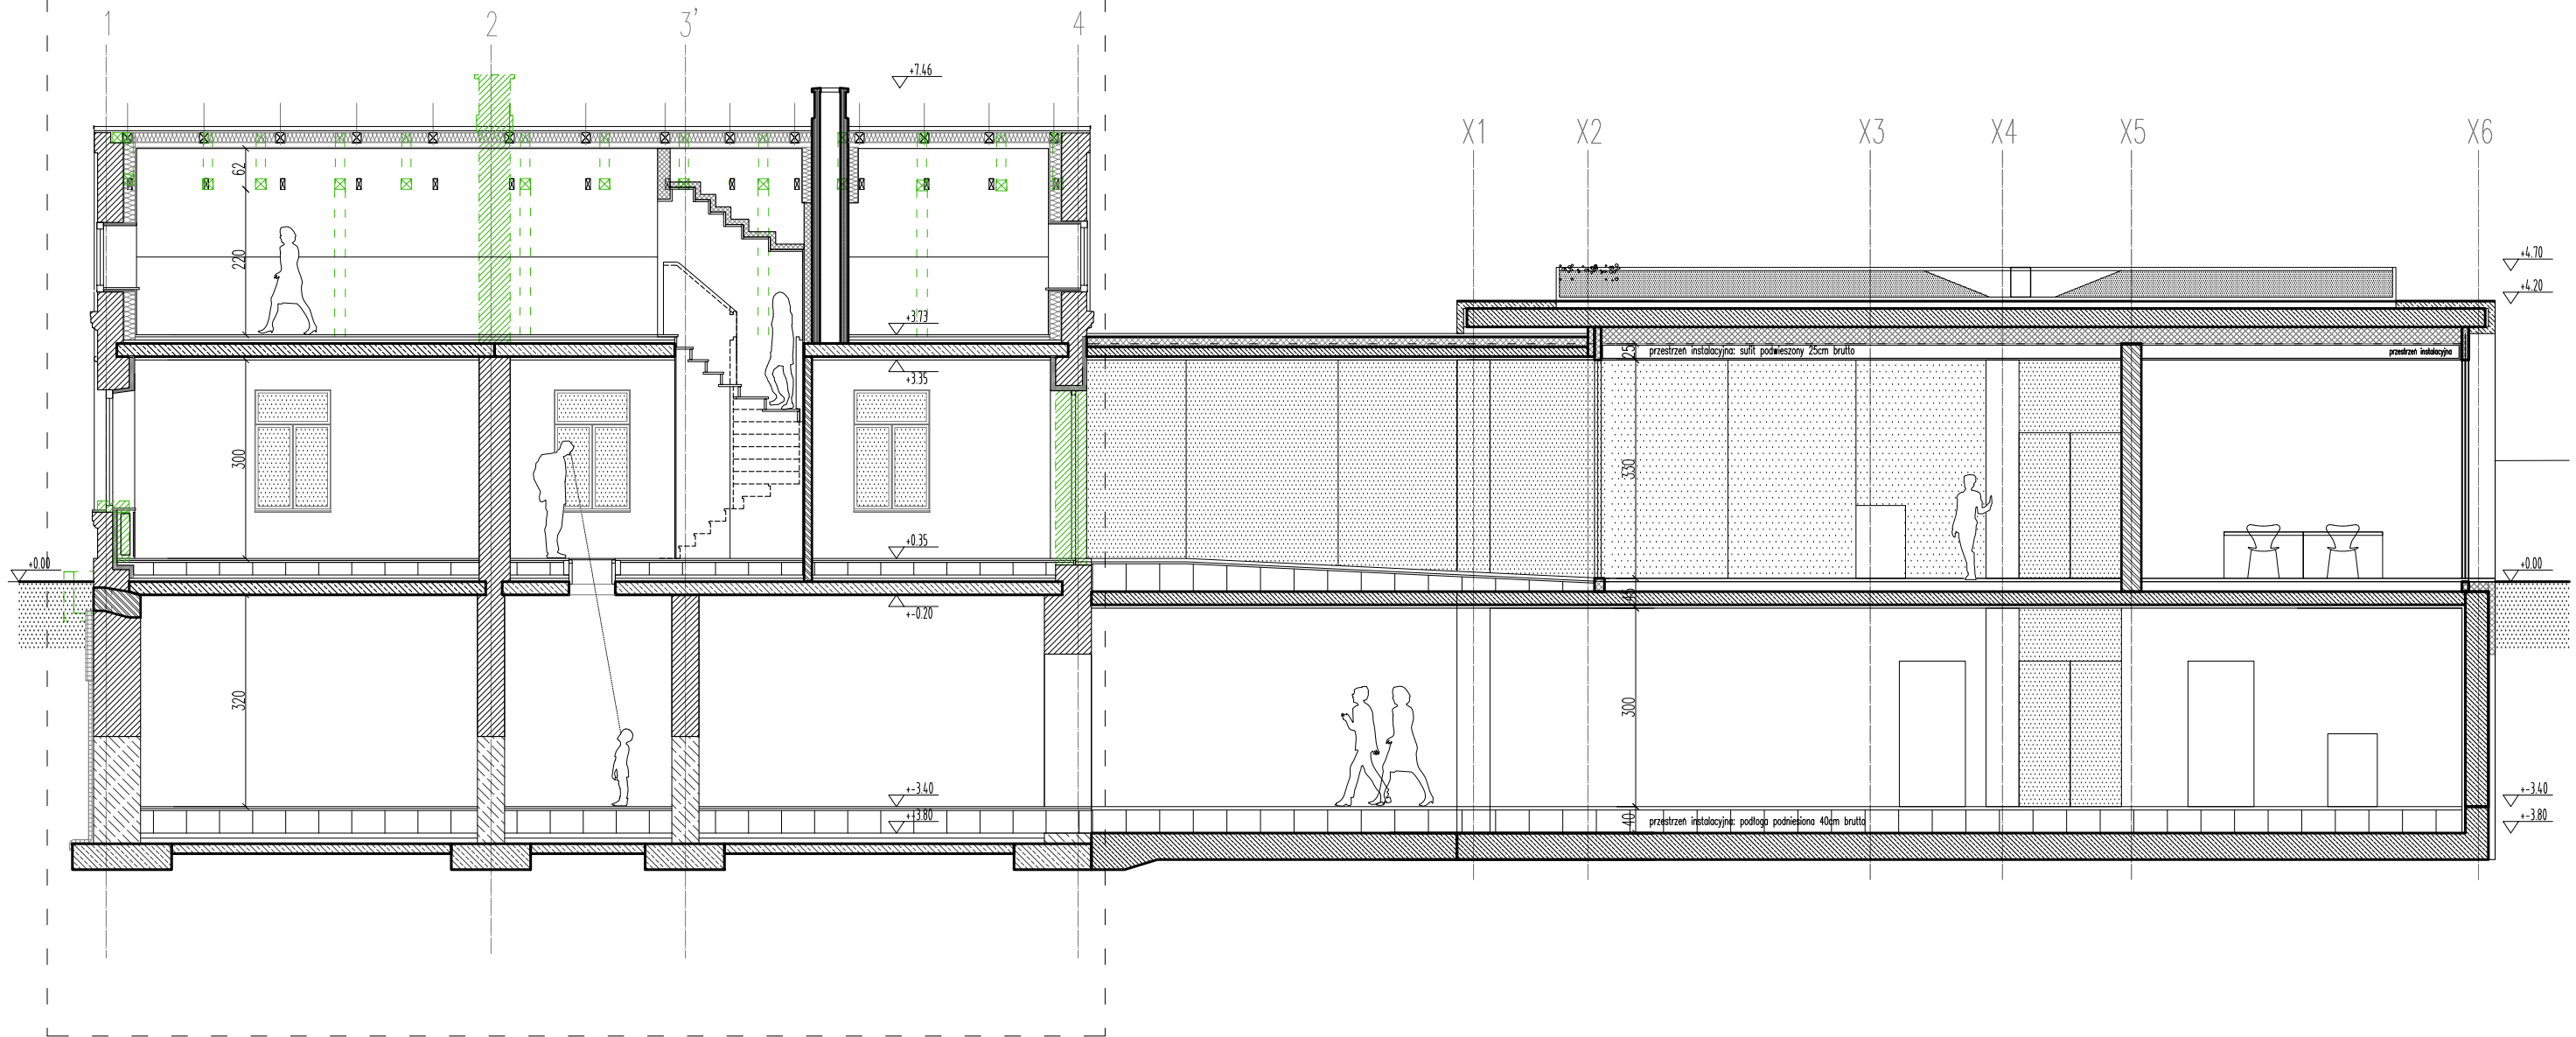 1
2
3'
4
+7.46
X1
X2
X3
X4
X5
X6
62
220
+4.70
+4.20
+3.73
25
przestrzeń instalacyjna: sufit podwieszony 25cm brutto
przestrzeń instalacyjna
+3.35
300
330
+0.35
+0.00
+0.00
45
+-0.20
320
300
+-3.40
+-3.40
+-3.80
40
przestrzeń instalacyjna: podłoga podniesiona 40cm brutto
+-3.80